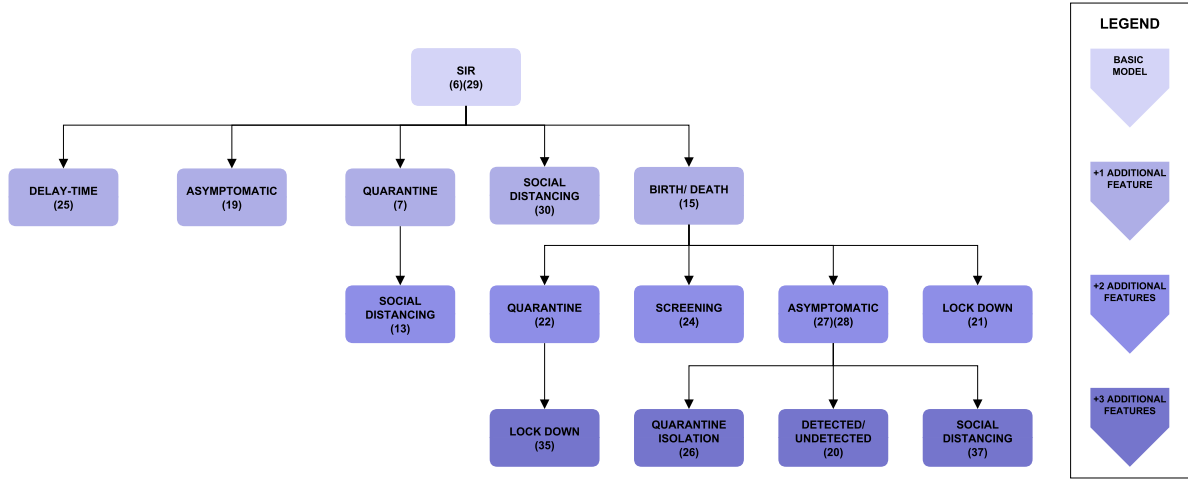 LEGEND
BASIC
MODEL
SIR
(6)(29)
DELAY-TIME
(25)
ASYMPTOMATIC
(19)
QUARANTINE
(7)
SOCIAL
DISTANCING
(30)
BIRTH/ DEATH
(15)
+1 ADDITIONAL
FEATURE
SOCIAL
DISTANCING
(13)
QUARANTINE
(22)
SCREENING
(24)
ASYMPTOMATIC
(27)(28)
LOCK DOWN
(21)
+2 ADDITIONAL
FEATURES
LOCK DOWN
(35)
QUARANTINE
ISOLATION
(26)
DETECTED/
UNDETECTED
(20)
SOCIAL
DISTANCING
(37)
+3 ADDITIONAL
FEATURES